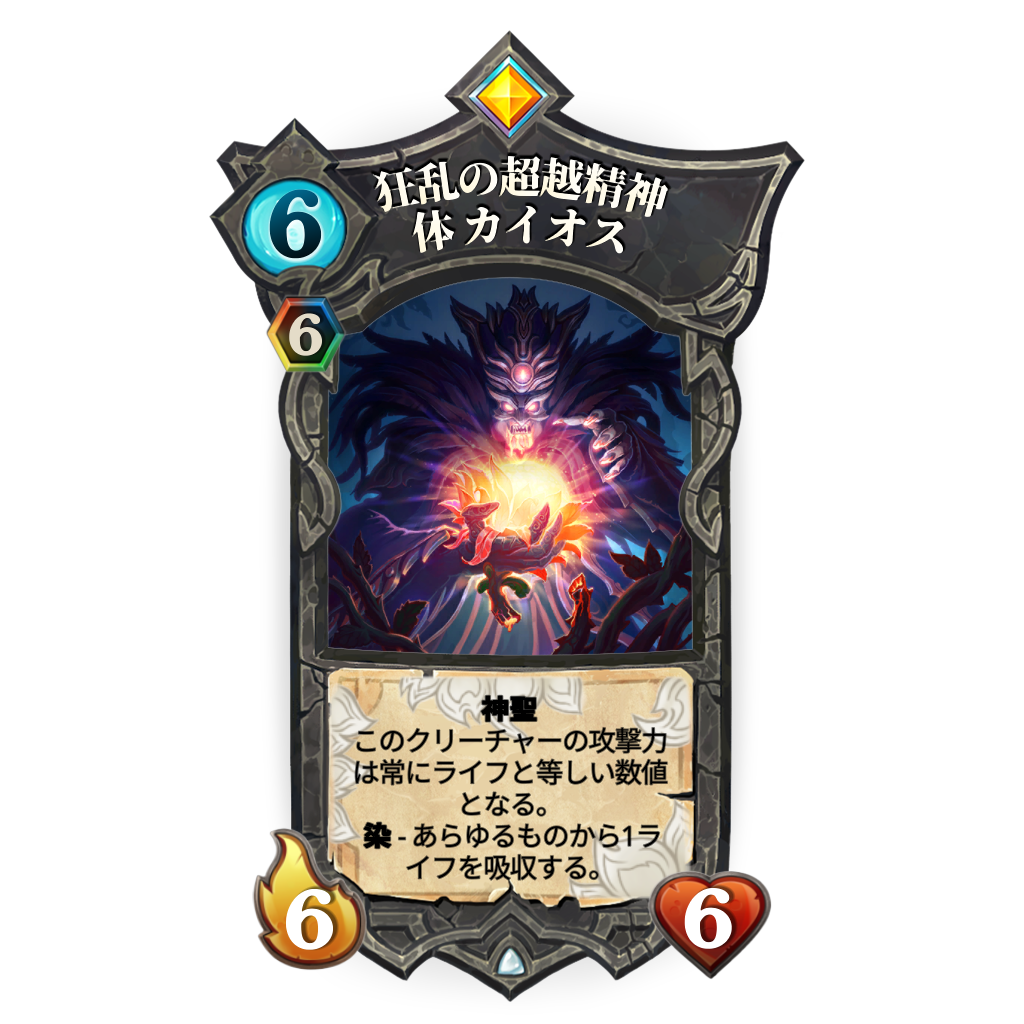 6
狂乱の超越精神
体 カイオス
6
神聖
このクリーチャーの攻撃力
は常にライフと等しい数値
となる。
染 - あらゆるものから1ラ
イフを吸収する。
6
6